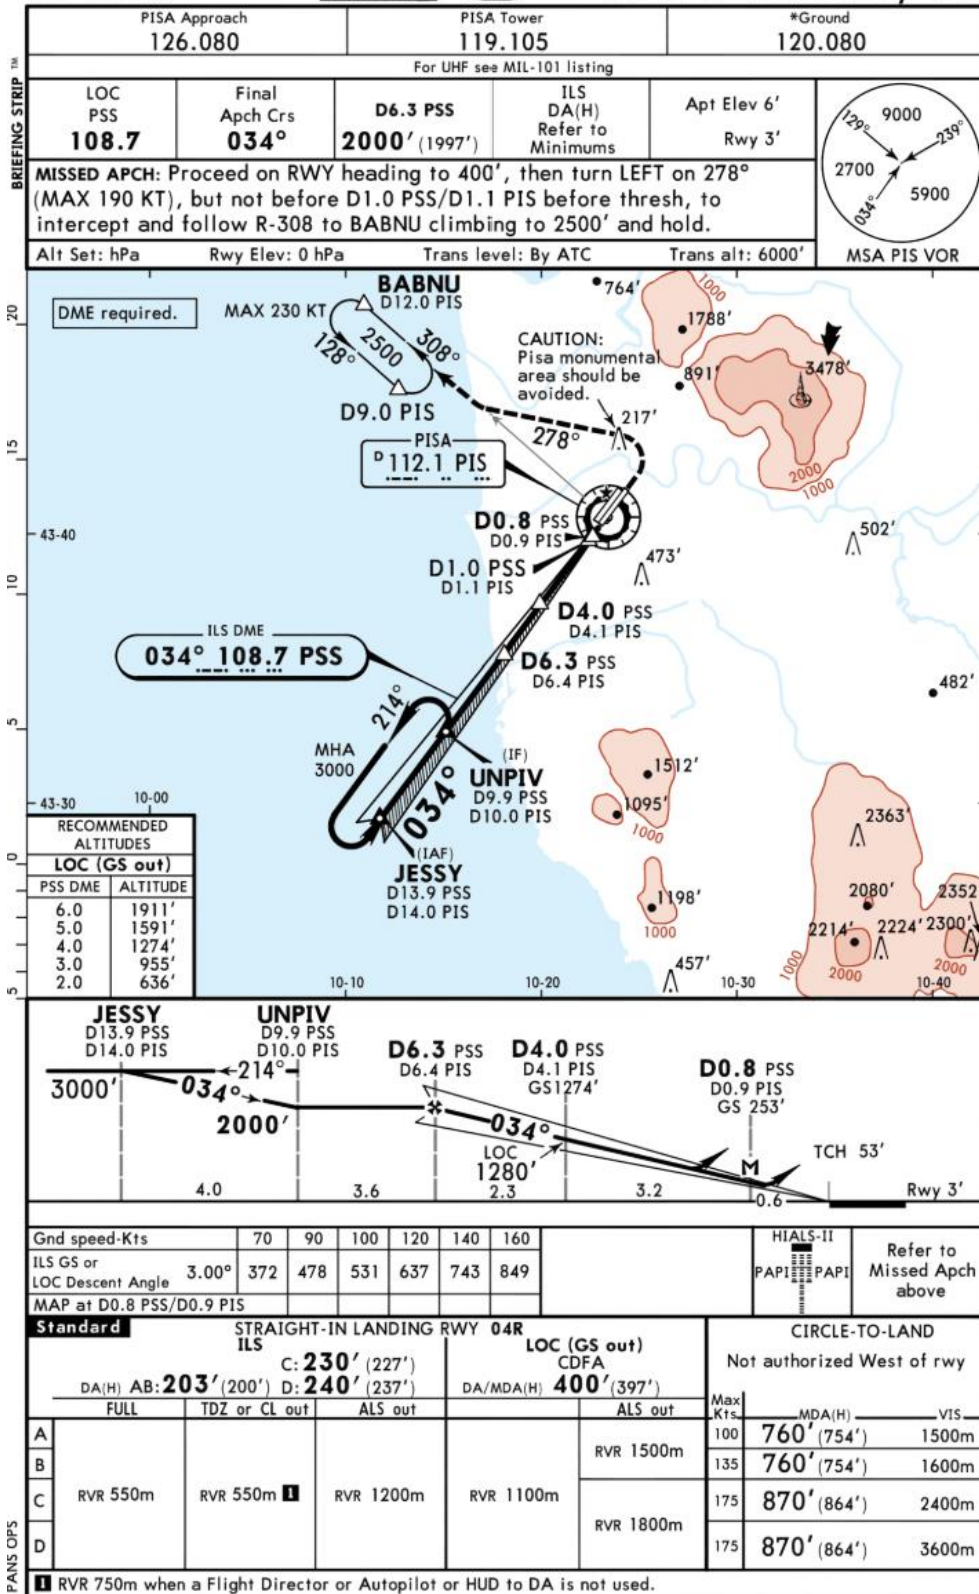 PISA Approach PISA Tower *Ground
126.080 119.105 120.080
For UHF see MIL-101 listing
BRIEFING STRIP TM
LOC Final ILS
PSS Apch Crs D6.3 PSS DA(H) Apt Elev 6'
108.7 034° 2000' (1997') Refer to Minimums Rwy 3'
MISSED APCH: Proceed on RWY heading to 400', then turn LEFT on 278°
(MAX 190 KT), but not before D1.0 PSS/D1.1 PIS before thresh, to
intercept and follow R-308 to BABNU climbing to 2500' and hold.
Alt Set: hPa Rwy Elev: 0 hPa Trans level: By ATC Trans alt: 6000'
129° 9000 239°
2700 5900
034°
MSA PIS VOR
DME required.
BABNU
D12.0 PIS
MAX 230 KT
2500
308°
128°
D9.0 PIS
CAUTION:
Pisa monumental
area should be
avoided.
764'
1000
1788'
891'
3478'
217'
278°
2000
1000
PISA
D 112.1 PIS
D0.8 PSS
D0.9 PIS
D1.0 PSS
D1.1 PIS
473'
502'
D4.0 PSS
D4.1 PIS
ILS DME
034° 108.7 PSS
D6.3 PSS
D6.4 PIS
482'
214°
MHA
3000
(IF)
UNPIV
D9.9 PSS
D10.0 PIS
034°
(IAF)
JESSY
D13.9 PSS
D14.0 PIS
1512'
1095'
1000
2363'
1198'
1000
2080'
2352
2214'
2224'
2300'
1000
2000
2000
457'
20
15
10
5
0
5
43-40
43-30
10-00
10-10 10-20 10-30 10-40
RECOMMENDED
ALTITUDES
LOC (GS out)
PSS DME ALTITUDE
6.0 1911'
5.0 1591'
4.0 1274'
3.0 955'
2.0 636'
JESSY UNPIV
D13.9 PSS D9.9 PSS
D14.0 PIS D10.0 PIS
D6.3 PSS D4.0 PSS
D6.4 PIS D4.1 PIS
GS1274'
D0.8 PSS
D0.9 PIS
GS 253'
3000'
214°
034°
2000'
034°
LOC
1280'
M
TCH 53'
4.0 3.6 2.3 3.2 0.6 Rwy 3'
Gnd speed-Kts 70 90 100 120 140 160
ILS GS or
LOC Descent Angle 3.00° 372 478 531 637 743 849
MAP at D0.8 PSS/D0.9 PIS
HIALS-II
PAPI PAPI
Refer to
Missed Apch
above
Standard STRAIGHT-IN LANDING RWY 04R
ILS LOC (GS out)
C: 230' (227') CDFA
DA(H) AB: 203' (200') D: 240' (237') DA/MDA(H) 400' (397')
FULL TDZ or CL out ALS out ALS out
CIRCLE-TO-LAND
Not authorized West of rwy
Max
Kts MDA(H) VIS
A 100 760' (754') 1500m
RVR 1500m
B 135 760' (754') 1600m
RVR 550m RVR 550m 1 RVR 1200m RVR 1100m
C 175 870' (864') 2400m
RVR 1800m
D 175 870' (864') 3600m
PANS OPS
1 RVR 750m when a Flight Director or Autopilot or HUD to DA is not used.